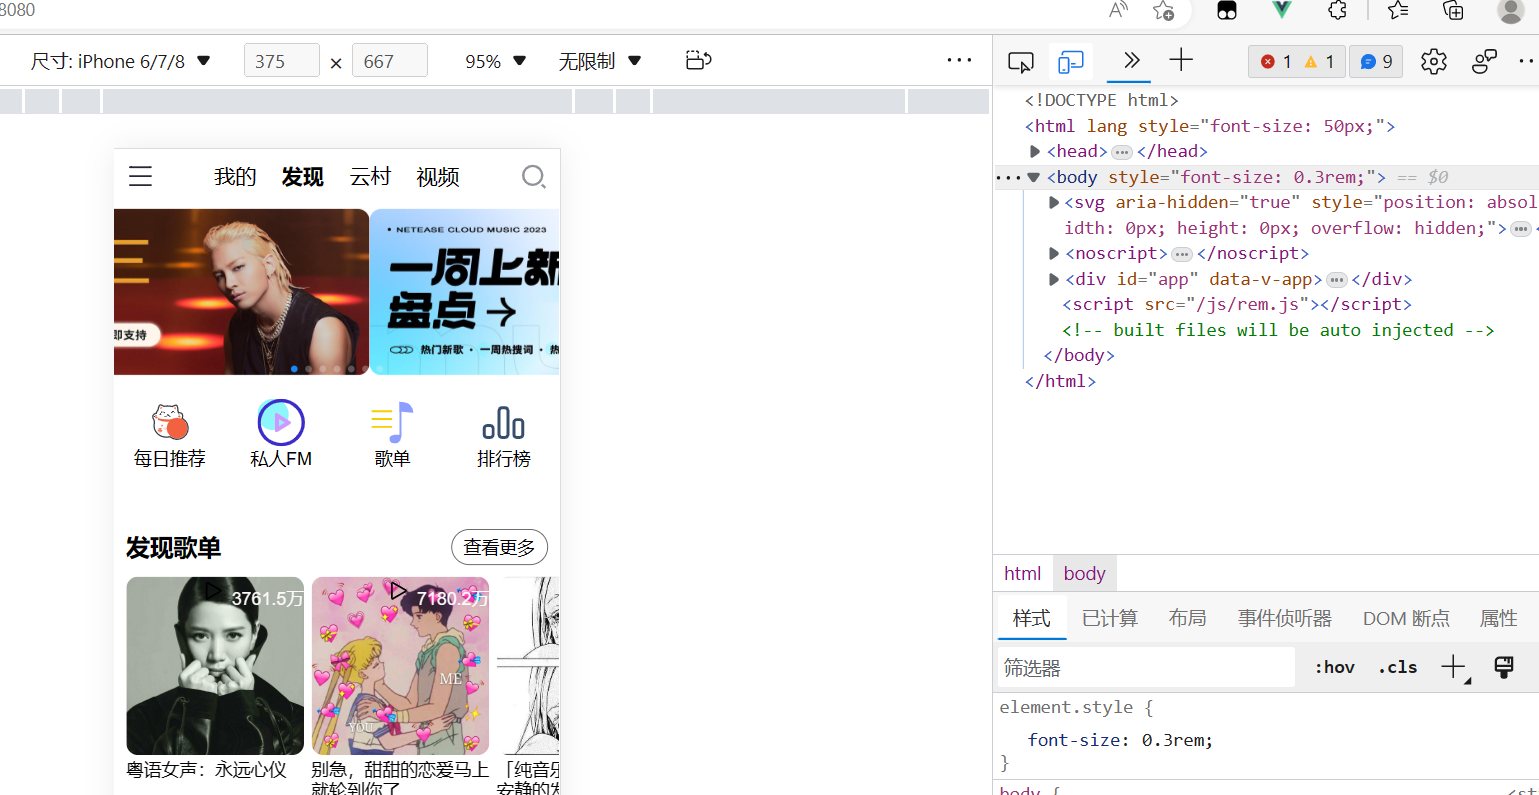 8080
尺寸: iPhone 6/7/8 ▼ 375 × 667 95% ▼ 无限制 ▼ ···
1 1 9
我的 发现 云村 视频
即支持
• NETEASE CLOUD MUSIC 2023
一周上新
盘点→
热门新歌 · 一周热搜词 · 热
每日推荐 私人FM 歌单 排行榜
发现歌单 查看更多
3761.5万 7180.2万
ME
YOU
粤语女声：永远心仪
别急，甜甜的恋爱马上
就轮到你了
「纯音乐
安静的发
<!DOCTYPE html>
<html lang style="font-size: 50px;">
<head>···</head>
···<body style="font-size: 0.3rem;"> == $0
<svg aria-hidden="true" style="position: absol
idth: 0px; height: 0px; overflow: hidden;">···<
<noscript>···</noscript>
<div id="app" data-v-app>···</div>
<script src="/js/rem.js"></script>
<!-- built files will be auto injected -->
</body>
</html>
html body
样式 已计算 布局 事件侦听器 DOM 断点 属性
筛选器 :hov .cls
element.style {
font-size: 0.3rem;
}
body { <st